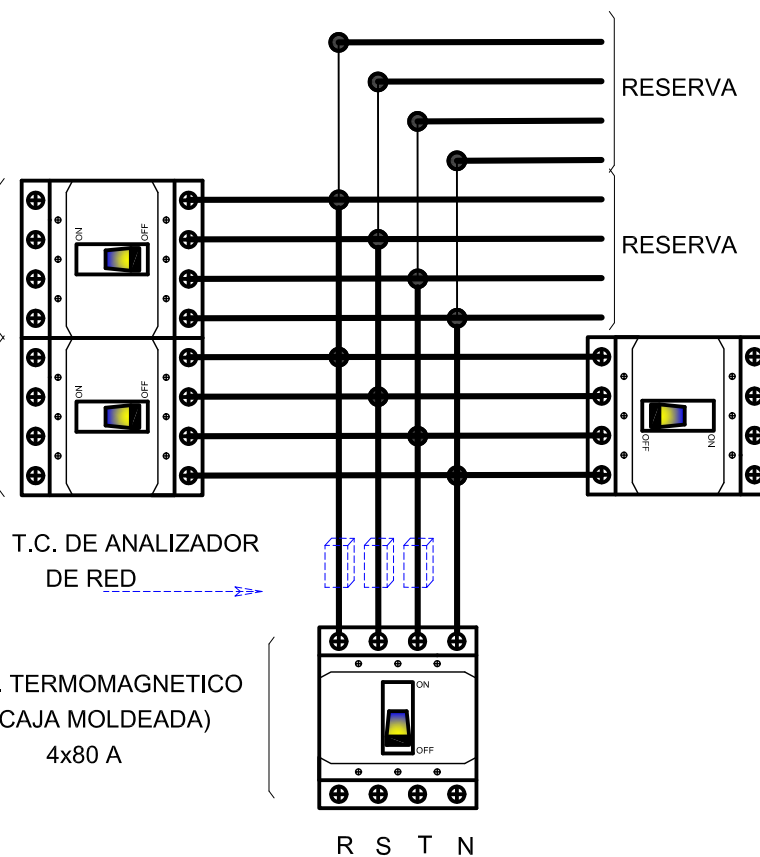 RESERVA
RESERVA
ON
OFF
ON
OFF
OFF
ON
T.C. DE ANALIZADOR
DE RED
. TERMOMAGNETICO
CAJA MOLDEADA)
4x80 A
ON
OFF
R S T N